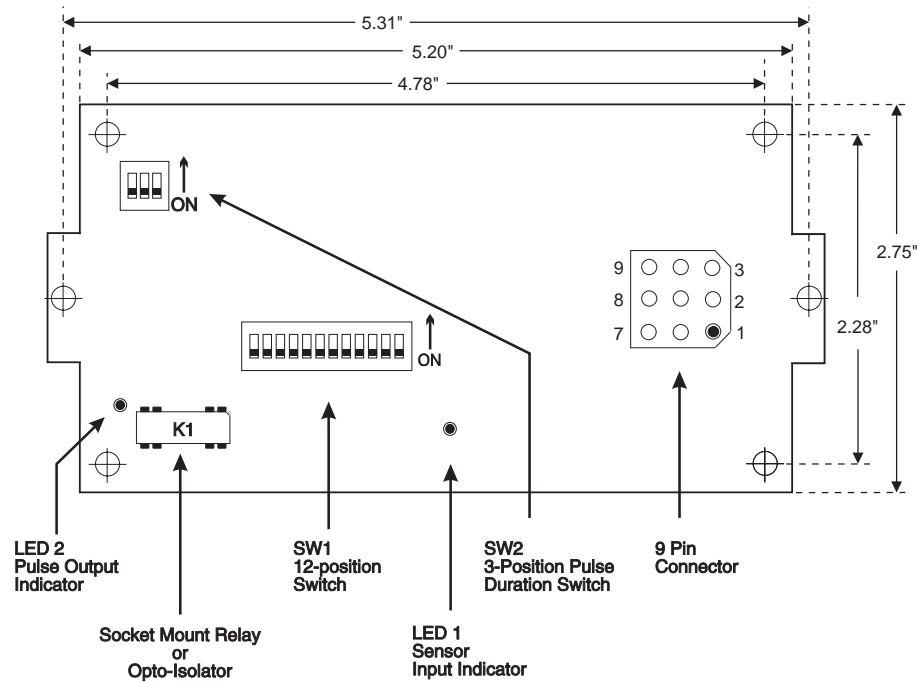 5.31"
5.20"
4.78"
ON
2.75"
9
3
8
2
2.28"
7
1
ON
K1
LED 2
Pulse Output
Indicator
SW1
12-position
Switch
SW2
3-Position Pulse
Duration Switch
9 Pin
Connector
Socket Mount Relay
or
Opto-Isolator
LED 1
Sensor
Input Indicator